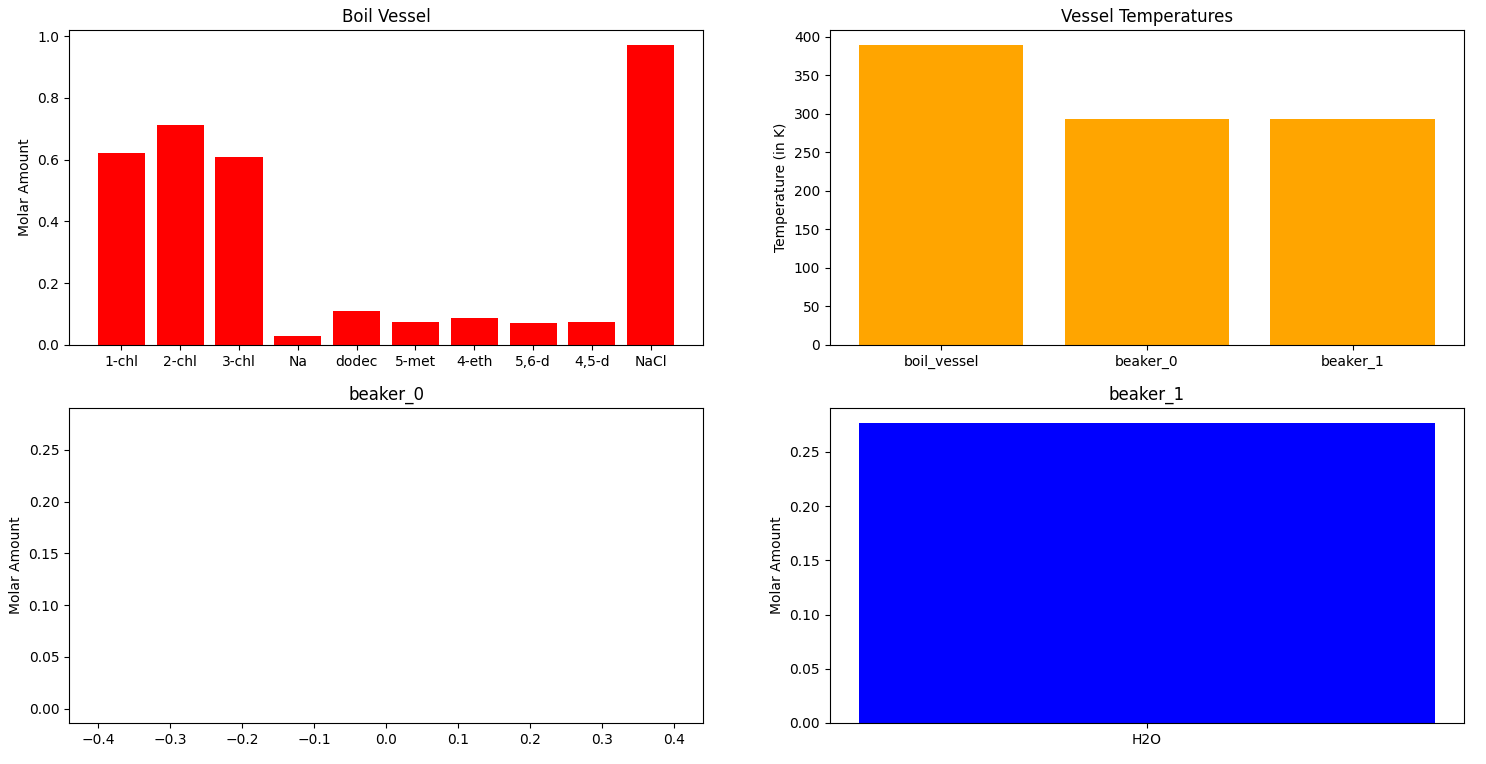 Boil Vessel
Molar Amount
1.0
0.8
0.6
0.4
0.2
0.0
1-chl 2-chl 3-chl Na dodec 5-met 4-eth 5,6-d 4,5-d NaCl
Vessel Temperatures
Temperature (in K)
400
350
300
250
200
150
100
50
0
boil_vessel beaker_0 beaker_1
beaker_0
Molar Amount
0.25
0.20
0.15
0.10
0.05
0.00
−0.4 −0.3 −0.2 −0.1 0.0 0.1 0.2 0.3 0.4
beaker_1
Molar Amount
0.25
0.20
0.15
0.10
0.05
0.00
H2O